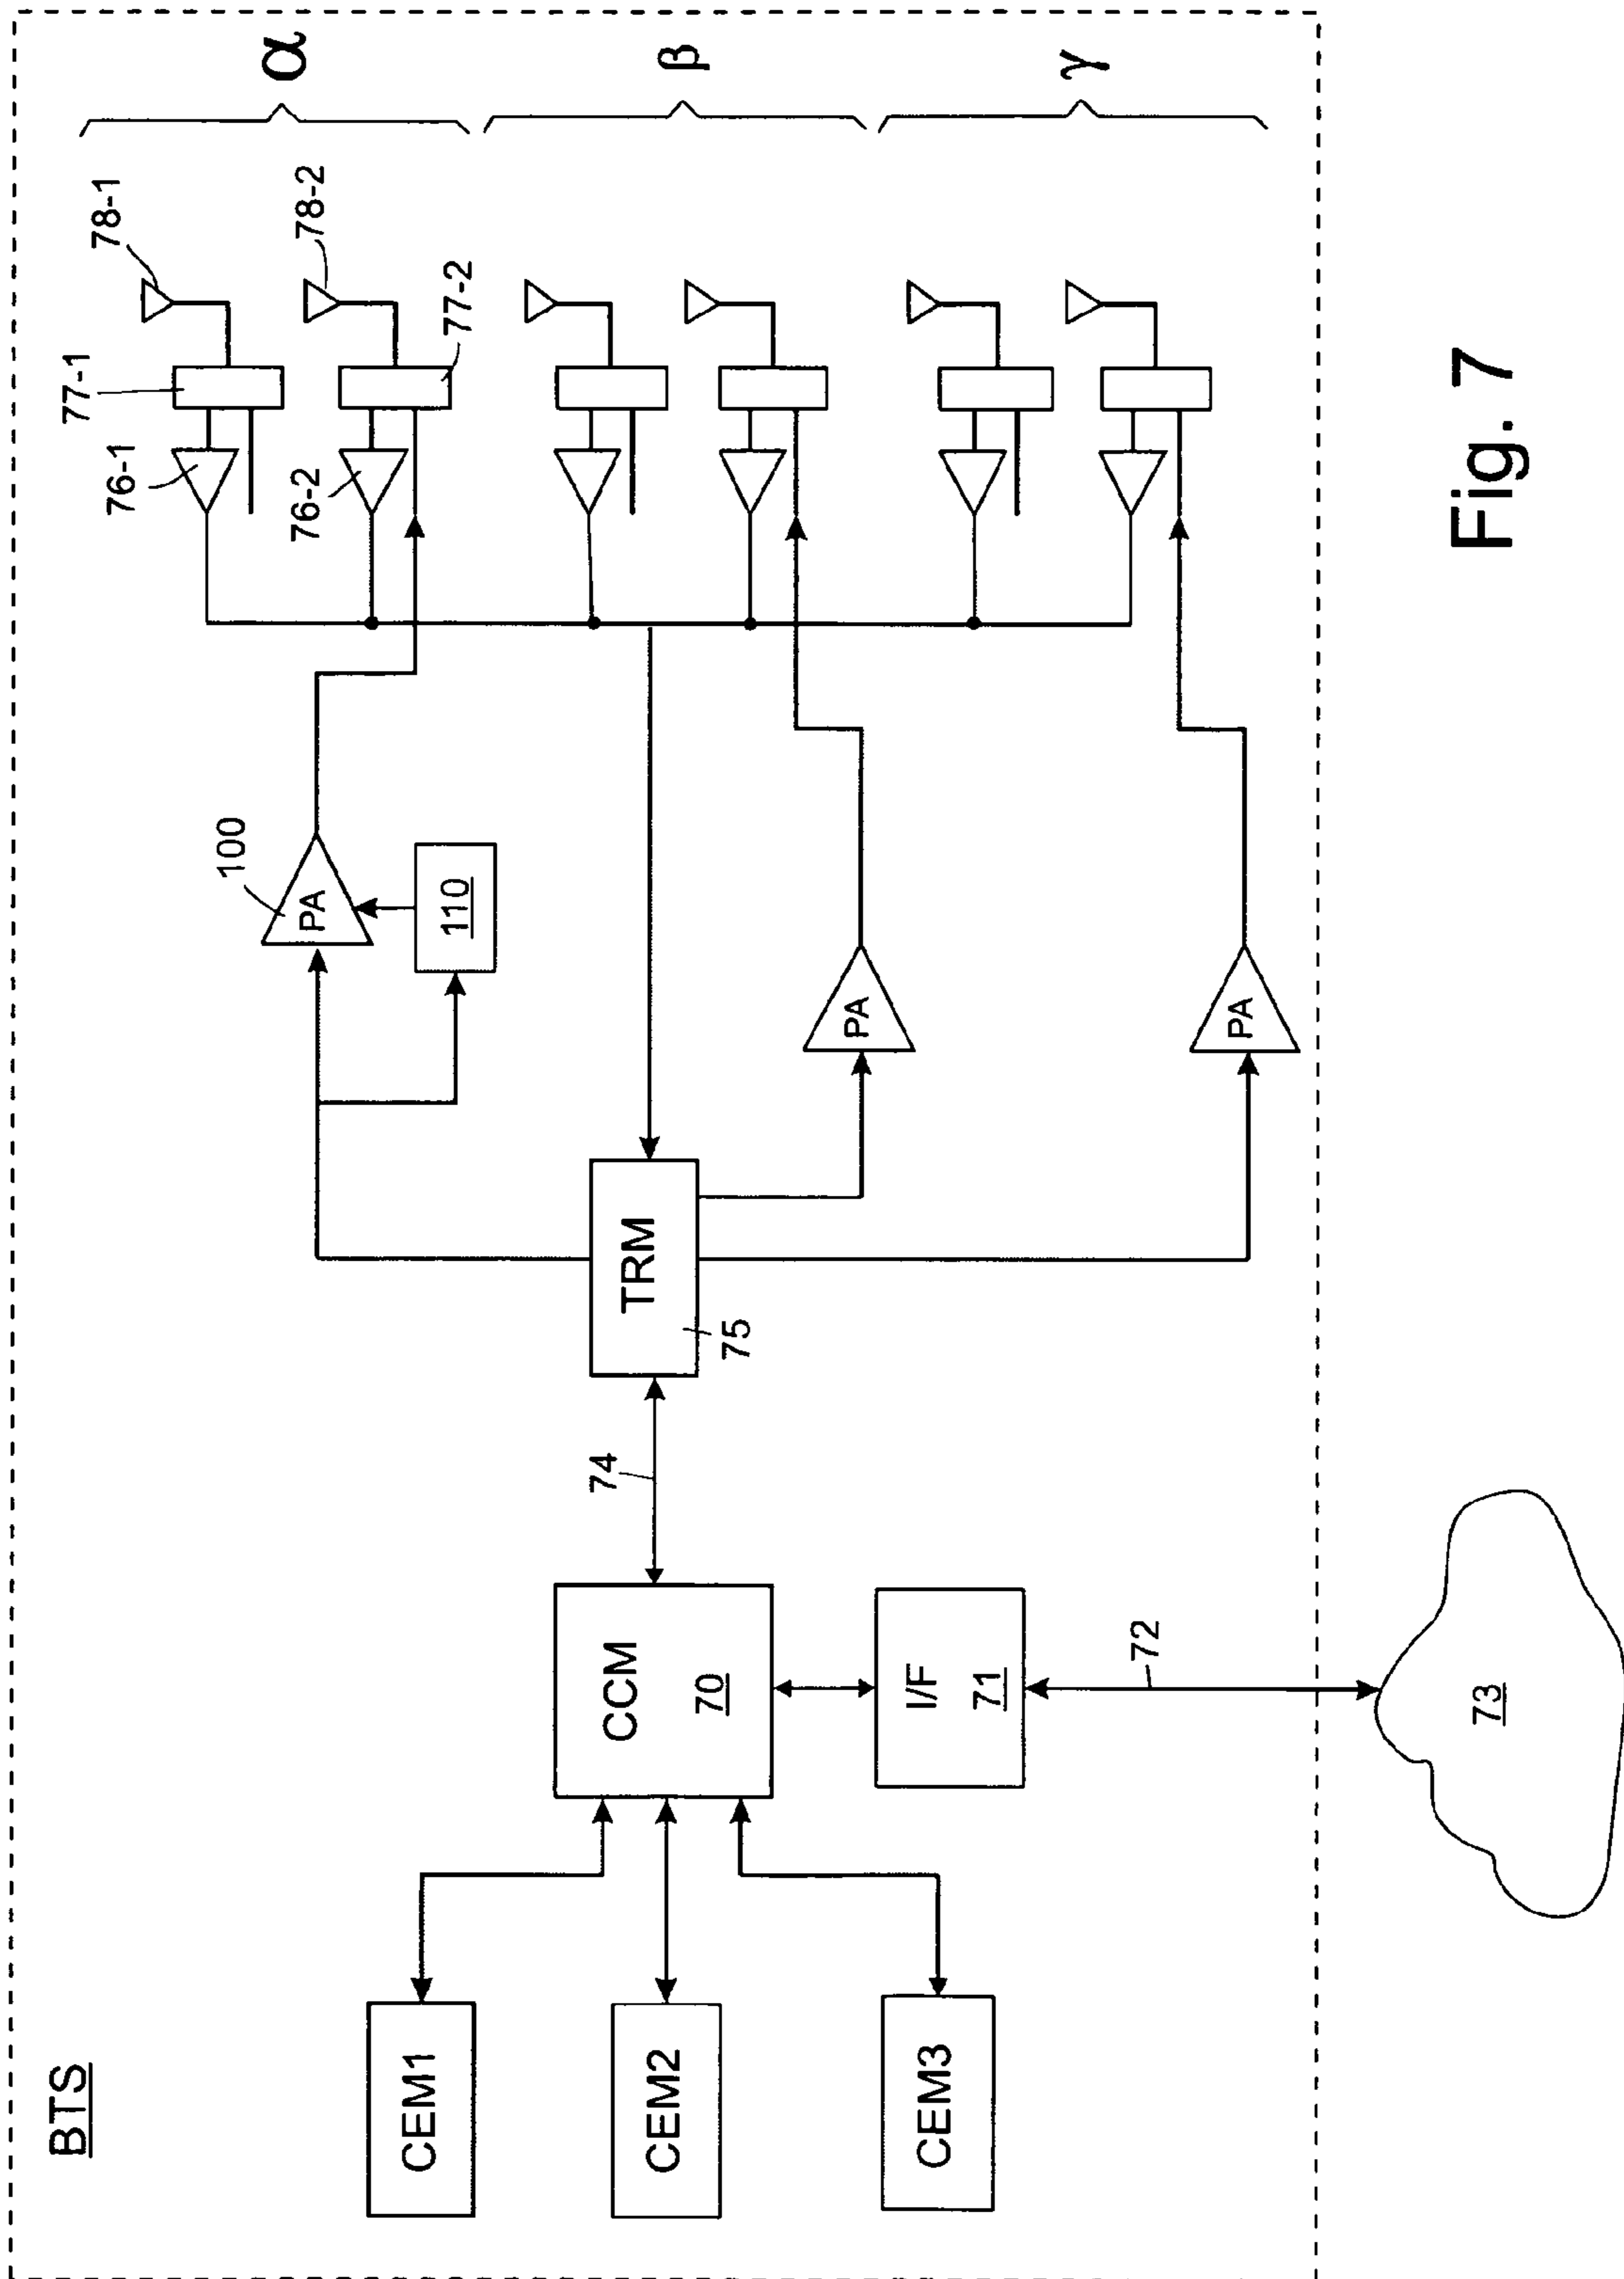 BTS
CEM1
CEM2
CEM3
CCM
70
I/F
71
72
73
74
TRM
75
PA
100
110
PA
PA
76-1
77-1
78-1
76-2
77-2
78-2
α
β
γ
Fig. 7